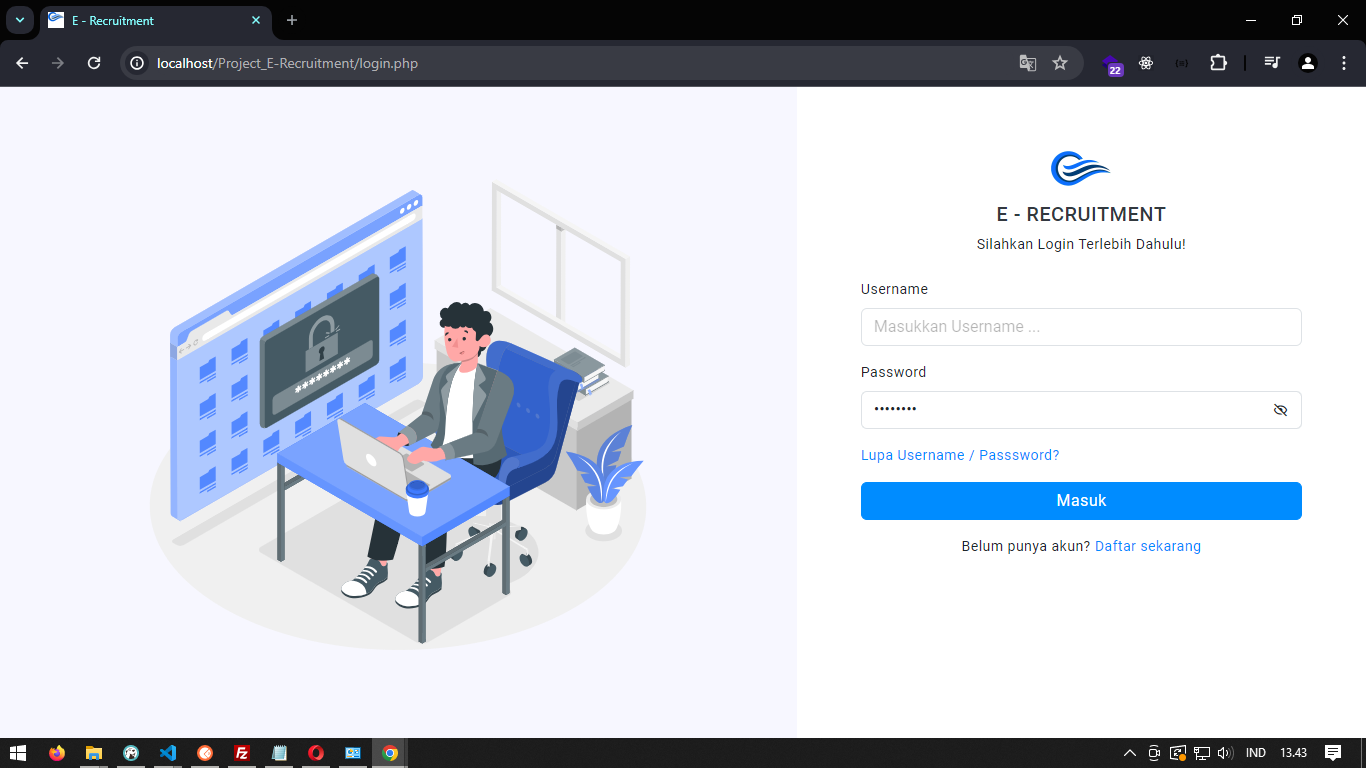 E - Recruitment
localhost/Project_E-Recruitment/login.php
22
E - RECRUITMENT
Silahkan Login Terlebih Dahulu!
Username
Masukkan Username ...
Password
••••••••
Lupa Username / Passsword?
Masuk
Belum punya akun? Daftar sekarang
IND 13.43